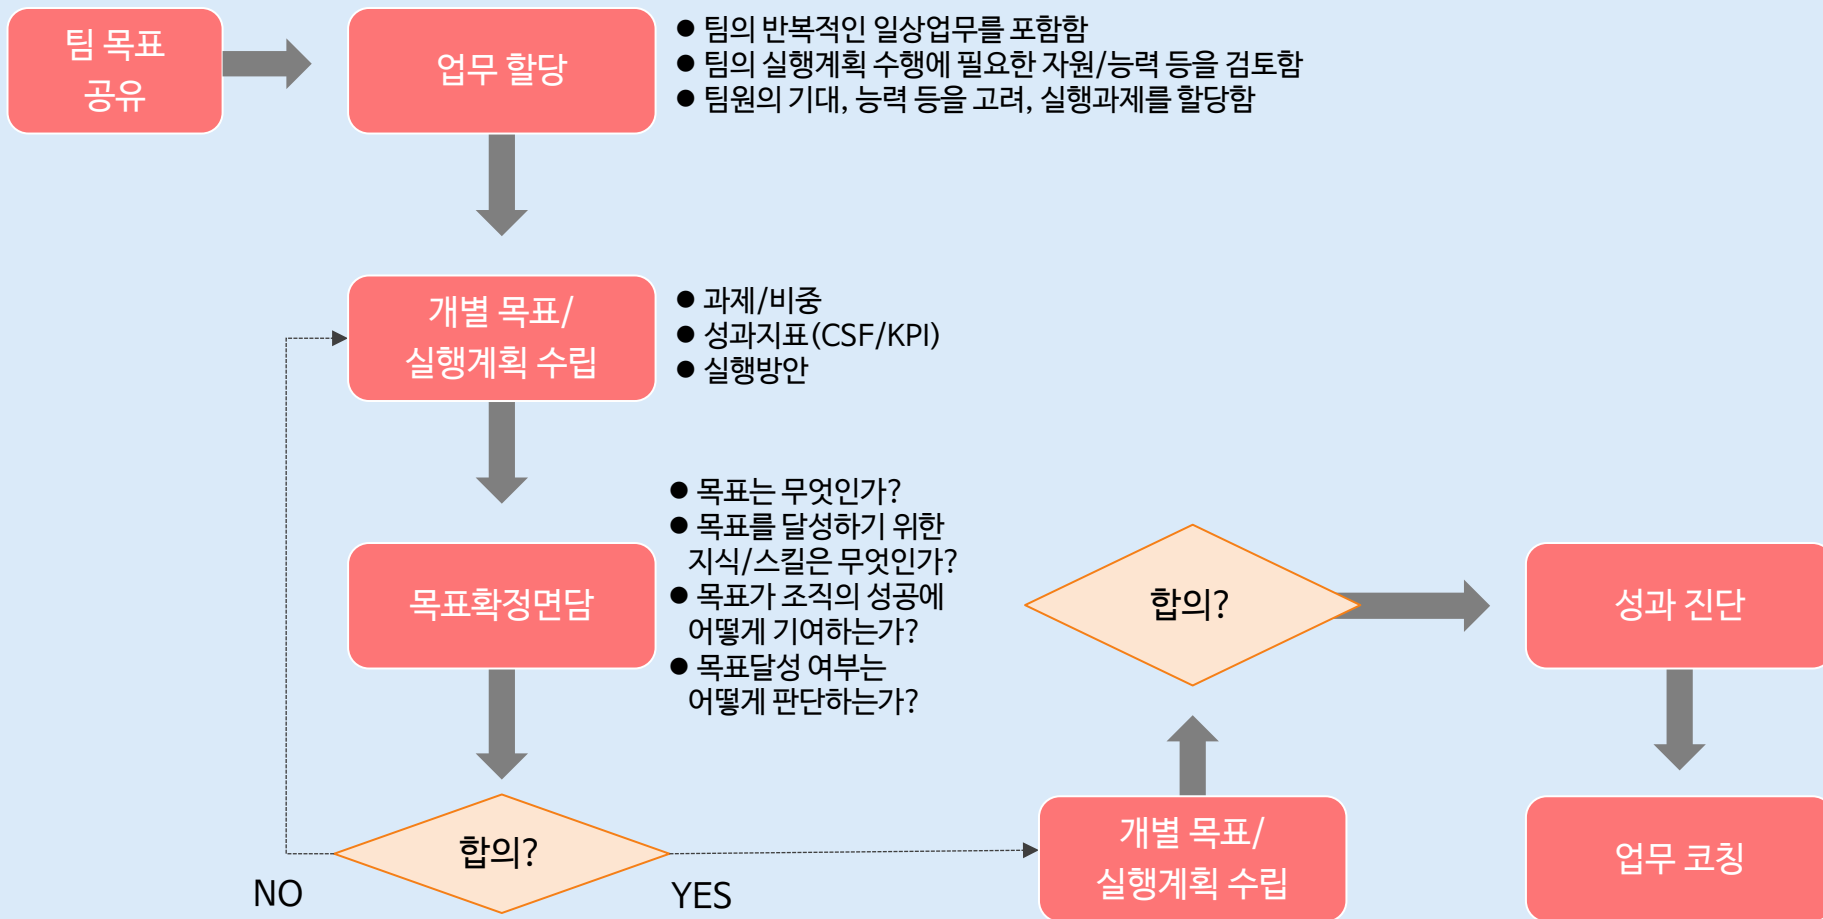 팀 목표
공유
업무 할당
● 팀의 반복적인 일상업무를 포함함
● 팀의 실행계획 수행에 필요한 자원/능력 등을 검토함
● 팀원의 기대, 능력 등을 고려, 실행과제를 할당함
개별 목표/
실행계획 수립
● 과제/비중
● 성과지표(CSF/KPI)
● 실행방안
목표확정면담
● 목표는 무엇인가?
● 목표를 달성하기 위한
지식/스킬은 무엇인가?
● 목표가 조직의 성공에
어떻게 기여하는가?
● 목표달성 여부는
어떻게 판단하는가?
합의?
NO
YES
개별 목표/
실행계획 수립
합의?
성과 진단
업무 코칭